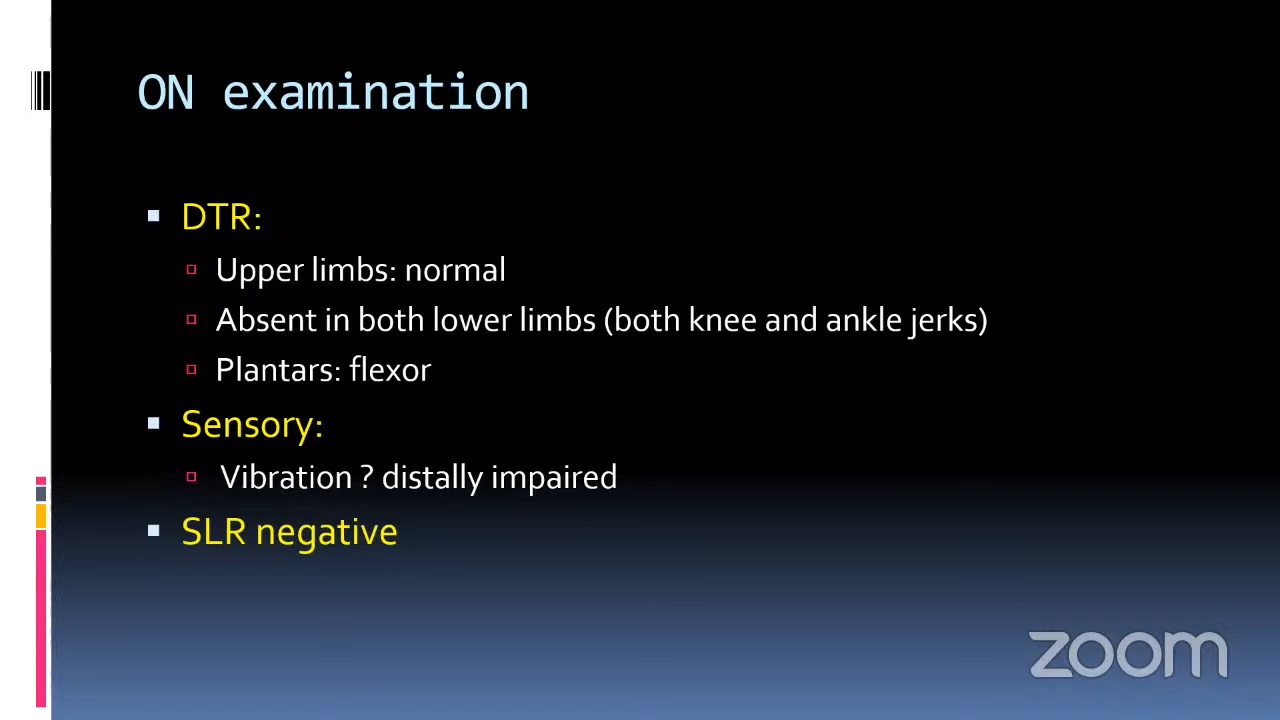 ON examination
DTR:
Upper limbs: normal
Absent in both lower limbs (both knee and ankle jerks)
Plantars: flexor
Sensory:
Vibration ? distally impaired
SLR negative
zoom